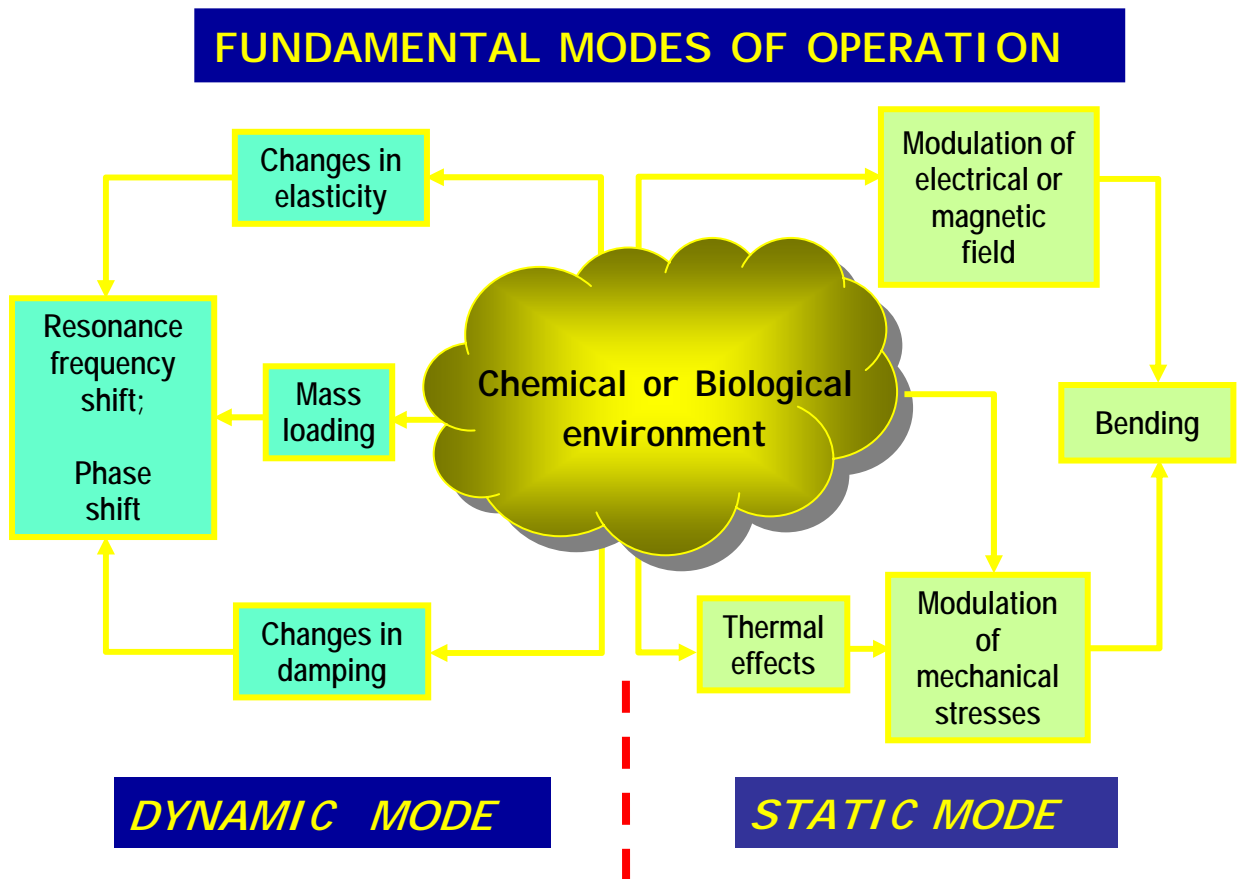 FUNDAMENTAL MODES OF OPERATION
Changes in
elasticity
Modulation of
electrical or
magnetic
field
Resonance
frequency
shift;
Phase
shift
Mass
loading
Chemical or Biological
environment
Bending
Changes in
damping
Thermal
effects
Modulation
of
mechanical
stresses
DYNAMIC MODE
STATIC MODE